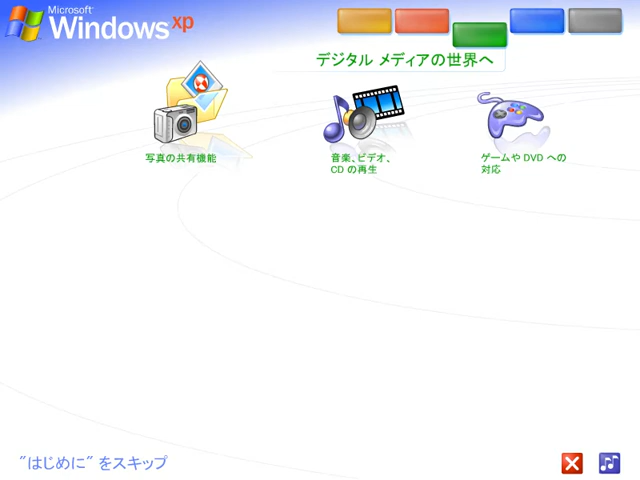 Microsoft®
Windows xp
デジタル メディアの世界へ
写真の共有機能
音楽、ビデオ、
CD の再生
ゲームや DVD への
対応
"はじめに" をスキップ